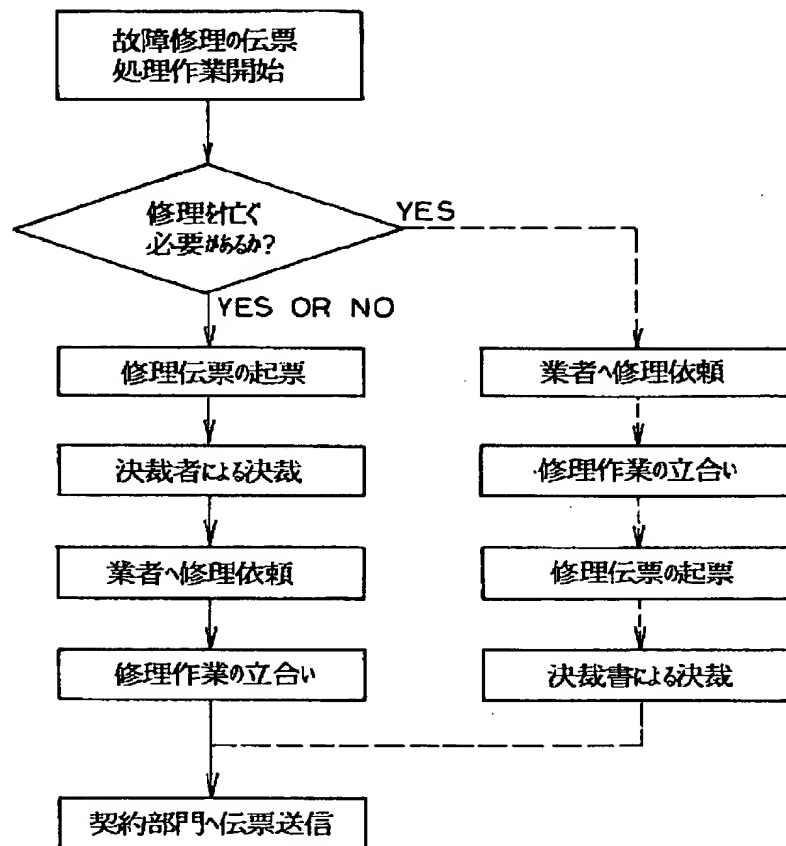 故障修理の伝票
処理作業開始
修理を忙ぐ
必要があるか?
YES
YES OR NO
修理伝票の起票
決裁者による決裁
業者へ修理依頼
修理作業の立合い
業者へ修理依頼
修理作業の立合い
修理伝票の起票
決裁書による決裁
契約部門へ伝票送信